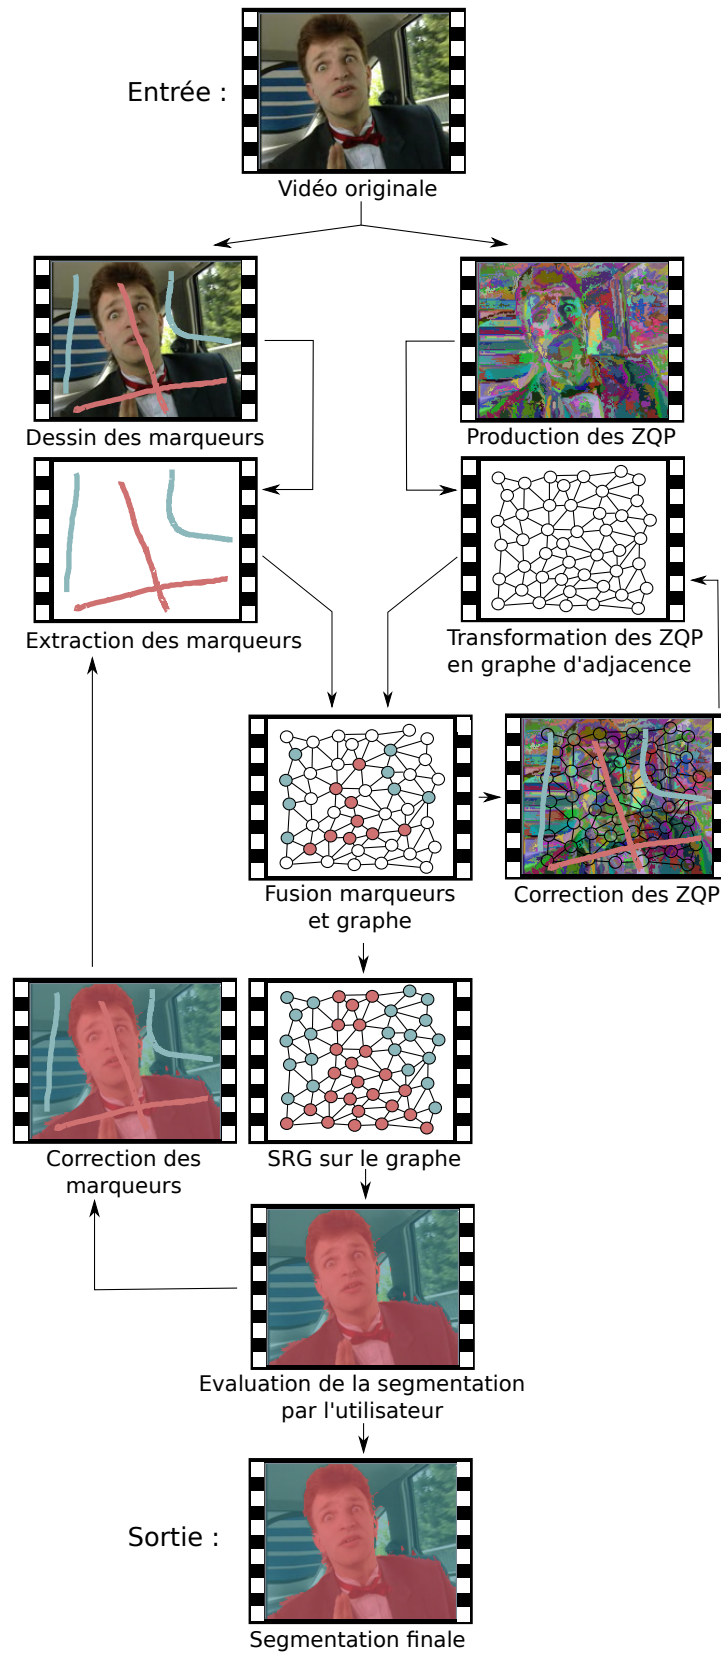 Entrée :
Vidéo originale
Dessin des marqueurs
Production des ZQP
Extraction des marqueurs
Transformation des ZQP
en graphe d'adjacence
Fusion marqueurs
et graphe
Correction des ZQP
Correction des
marqueurs
SRG sur le graphe
Evaluation de la segmentation
par l'utilisateur
Sortie :
Segmentation finale